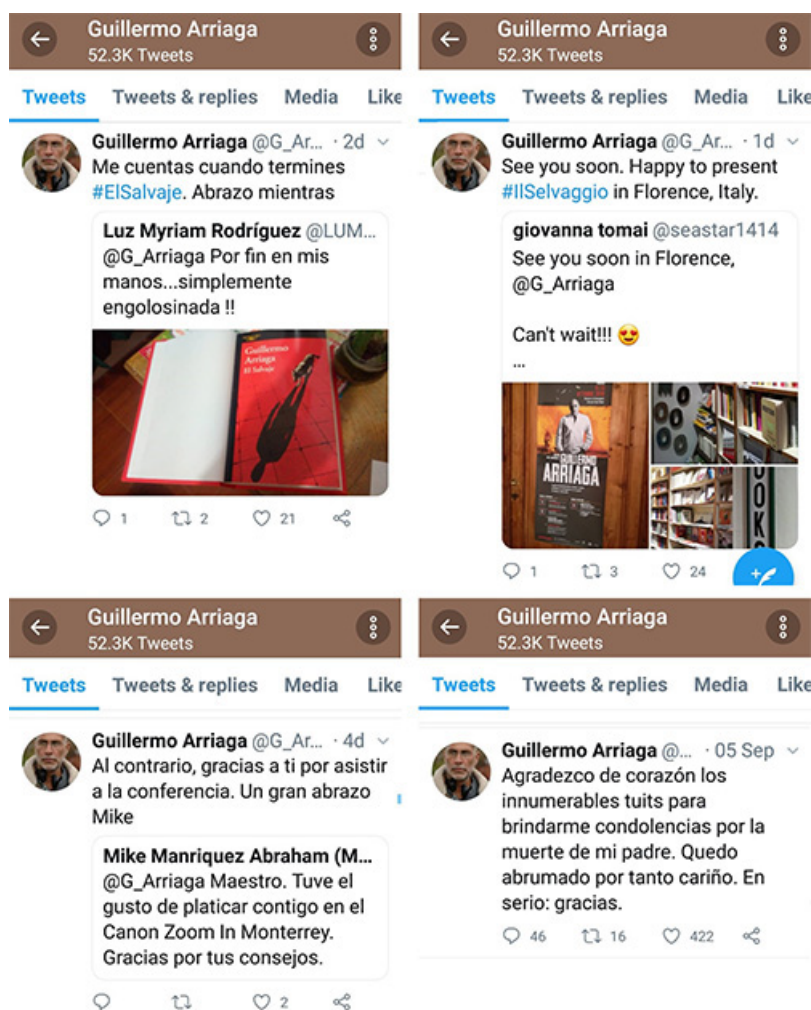 Guillermo Arriaga
52.3K Tweets
Tweets Tweets & replies Media Like
Guillermo Arriaga @G_Ar... · 2d
Me cuentas cuando termines
#ElSalvaje. Abrazo mientras
Luz Myriam Rodríguez @LUM...
@G_Arriaga Por fin en mis
manos...simplemente
engolosinada !!
Guillermo
Arriaga
El Salvaje
1 2 21
Guillermo Arriaga
52.3K Tweets
Tweets Tweets & replies Media Like
Guillermo Arriaga @G_Ar... · 1d
See you soon. Happy to present
#IlSelvaggio in Florence, Italy.
giovanna tomai @seastar1414
See you soon in Florence,
@G_Arriaga
Can't wait!!! 😍
...
GUILLERMO
ARRIAGA
OOKS
1 3 24
Guillermo Arriaga
52.3K Tweets
Tweets Tweets & replies Media Like
Guillermo Arriaga @G_Ar... · 4d
Al contrario, gracias a ti por asistir
a la conferencia. Un gran abrazo
Mike
Mike Manriquez Abraham (M...
@G_Arriaga Maestro. Tuve el
gusto de platicar contigo en el
Canon Zoom In Monterrey.
Gracias por tus consejos.
2
Guillermo Arriaga
52.3K Tweets
Tweets Tweets & replies Media Like
Guillermo Arriaga @... · 05 Sep
Agradezco de corazón los
innumerables tuits para
brindarme condolencias por la
muerte de mi padre. Quedo
abrumado por tanto cariño. En
serio: gracias.
46 16 422